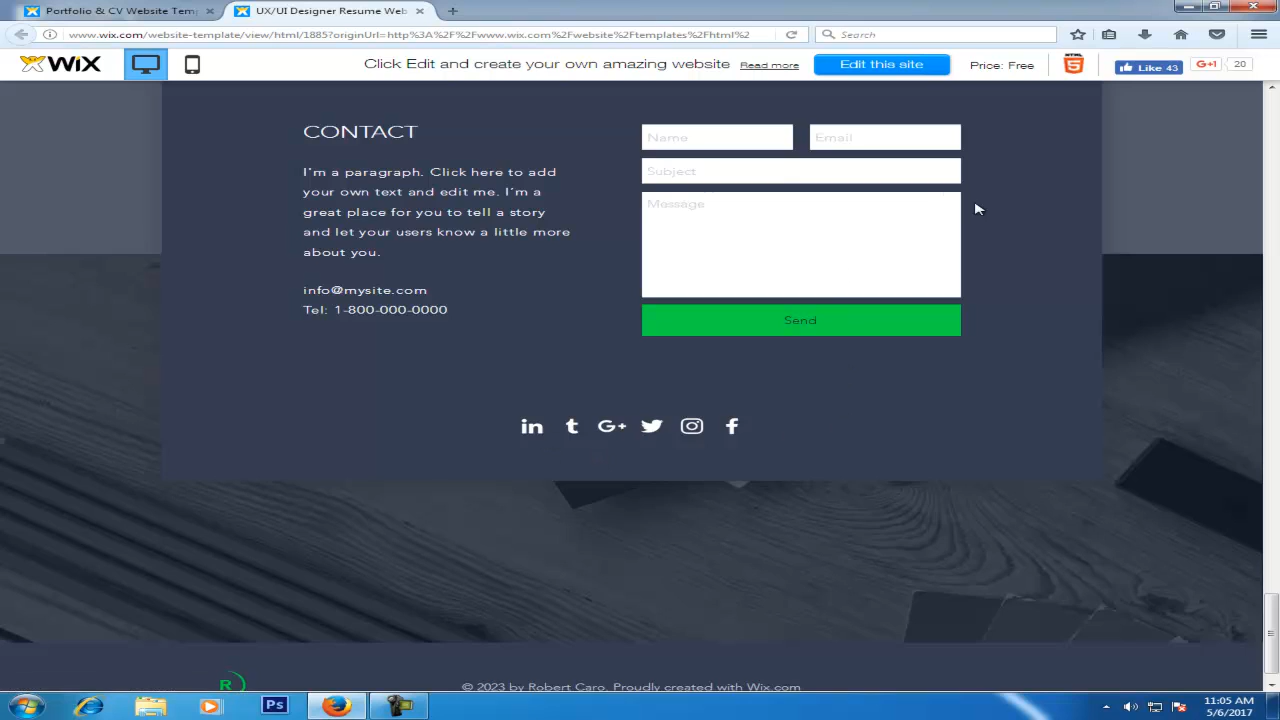 Portfolio & CV Website Temp
UX/UI Designer Resume Web
www.wix.com/website-template/view/html/1885?originUrl=http%3A%2F%2Fwww.wix.com%2Fwebsite%2Ftemplates%2Fhtml%2
Search
WiX
Click Edit and create your own amazing website
Read more
Edit this site
Price: Free
5
Like 43
G+1
20
CONTACT
I'm a paragraph. Click here to add
your own text and edit me. I'm a
great place for you to tell a story
and let your users know a little more
about you.
info@mysite.com
Tel: 1-800-000-0000
Name
Email
Subject
Message
Send
in t G+ f
R
© 2023 by Robert Caro. Proudly created with Wix.com
Ps
11:05 AM
5/6/2017